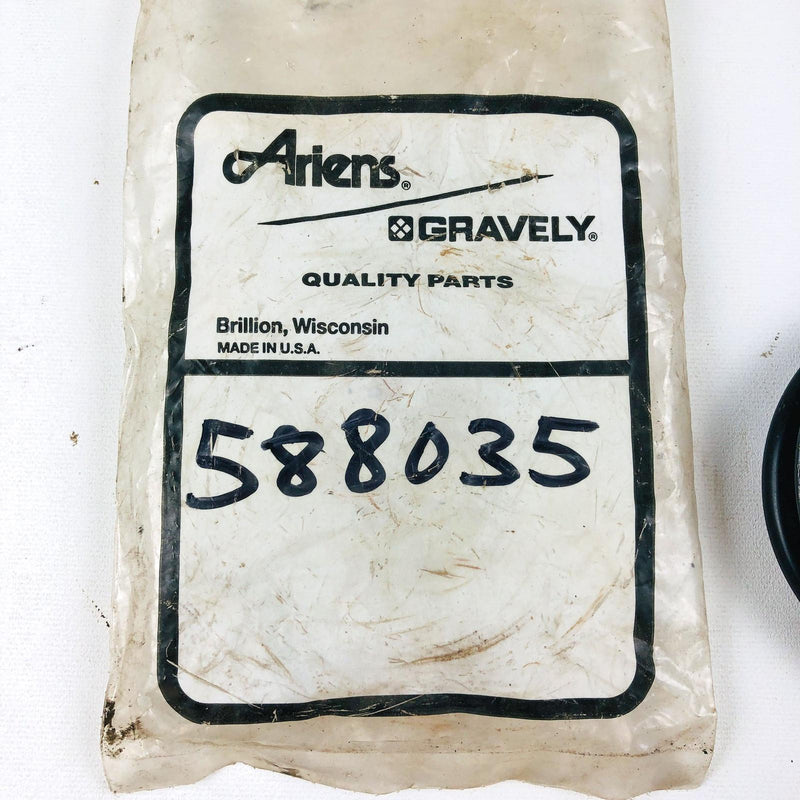 Ariens®
GRAVELY®
QUALITY PARTS
Brillion, Wisconsin
MADE IN U.S.A.
588035